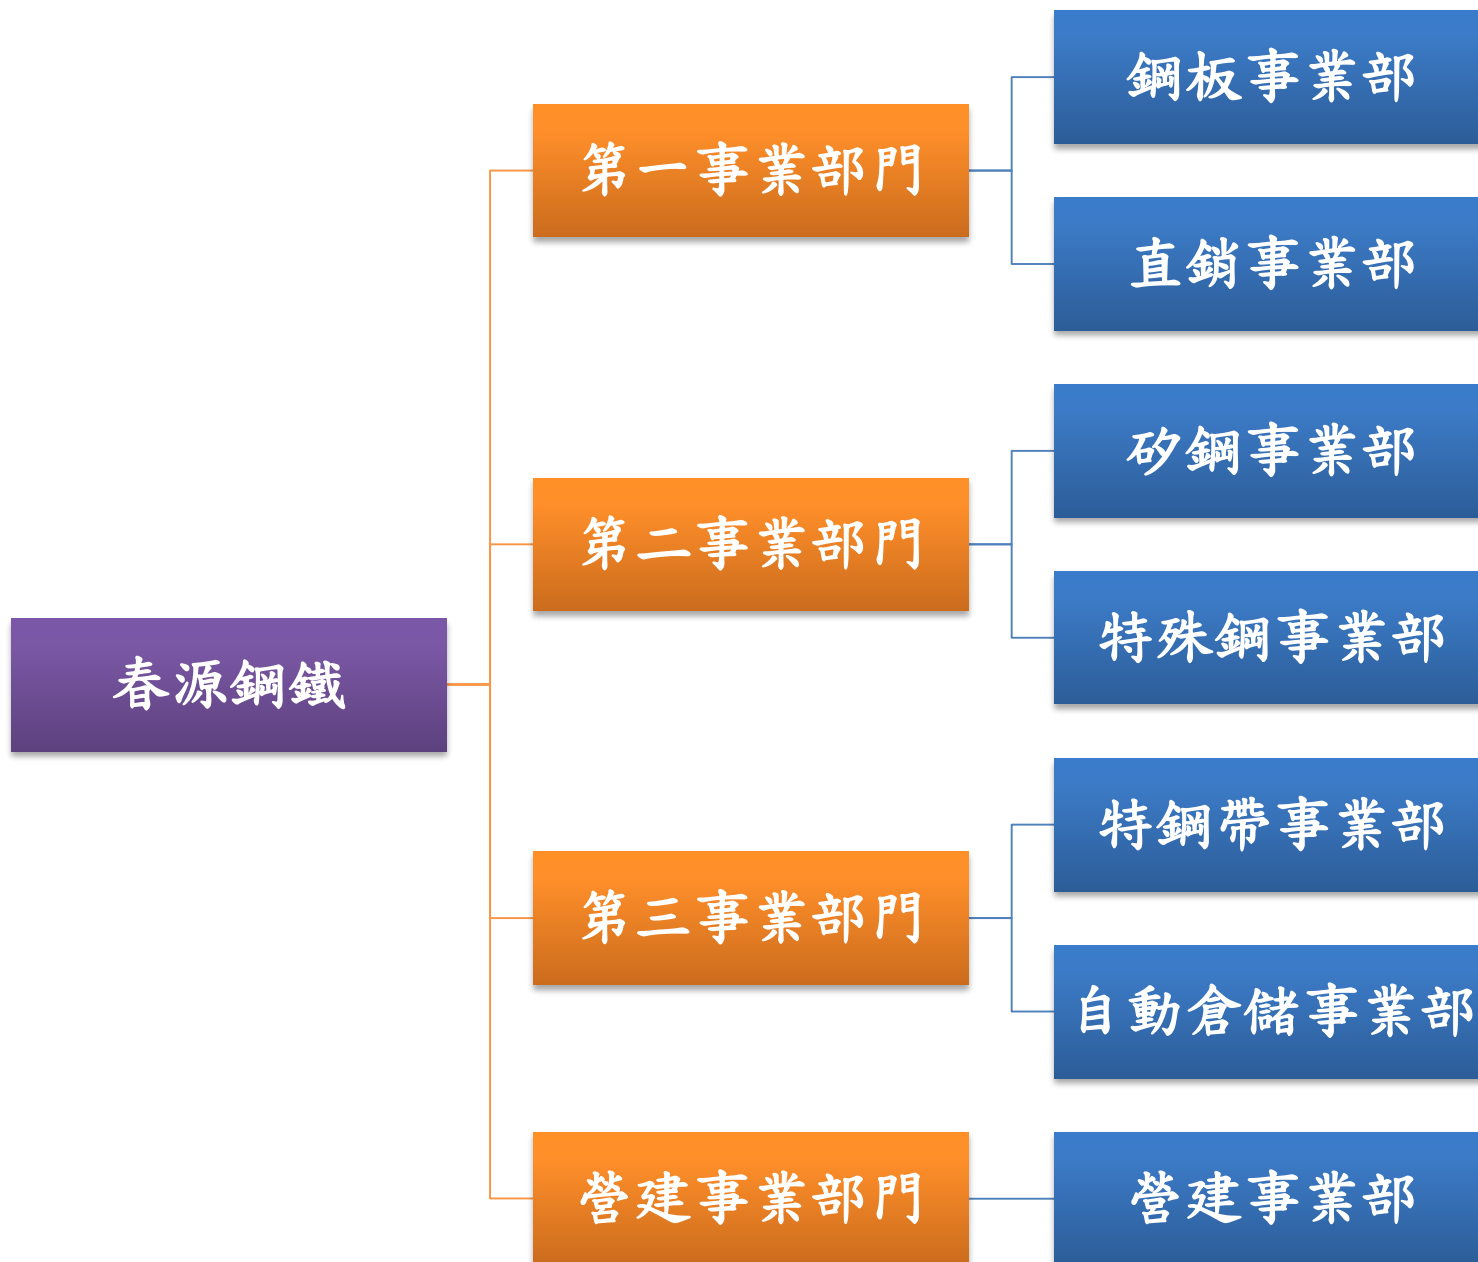 春源鋼鐵
第一事業部門
鋼板事業部
直銷事業部
第二事業部門
矽鋼事業部
特殊鋼事業部
第三事業部門
特鋼帶事業部
自動倉儲事業部
營建事業部門
營建事業部